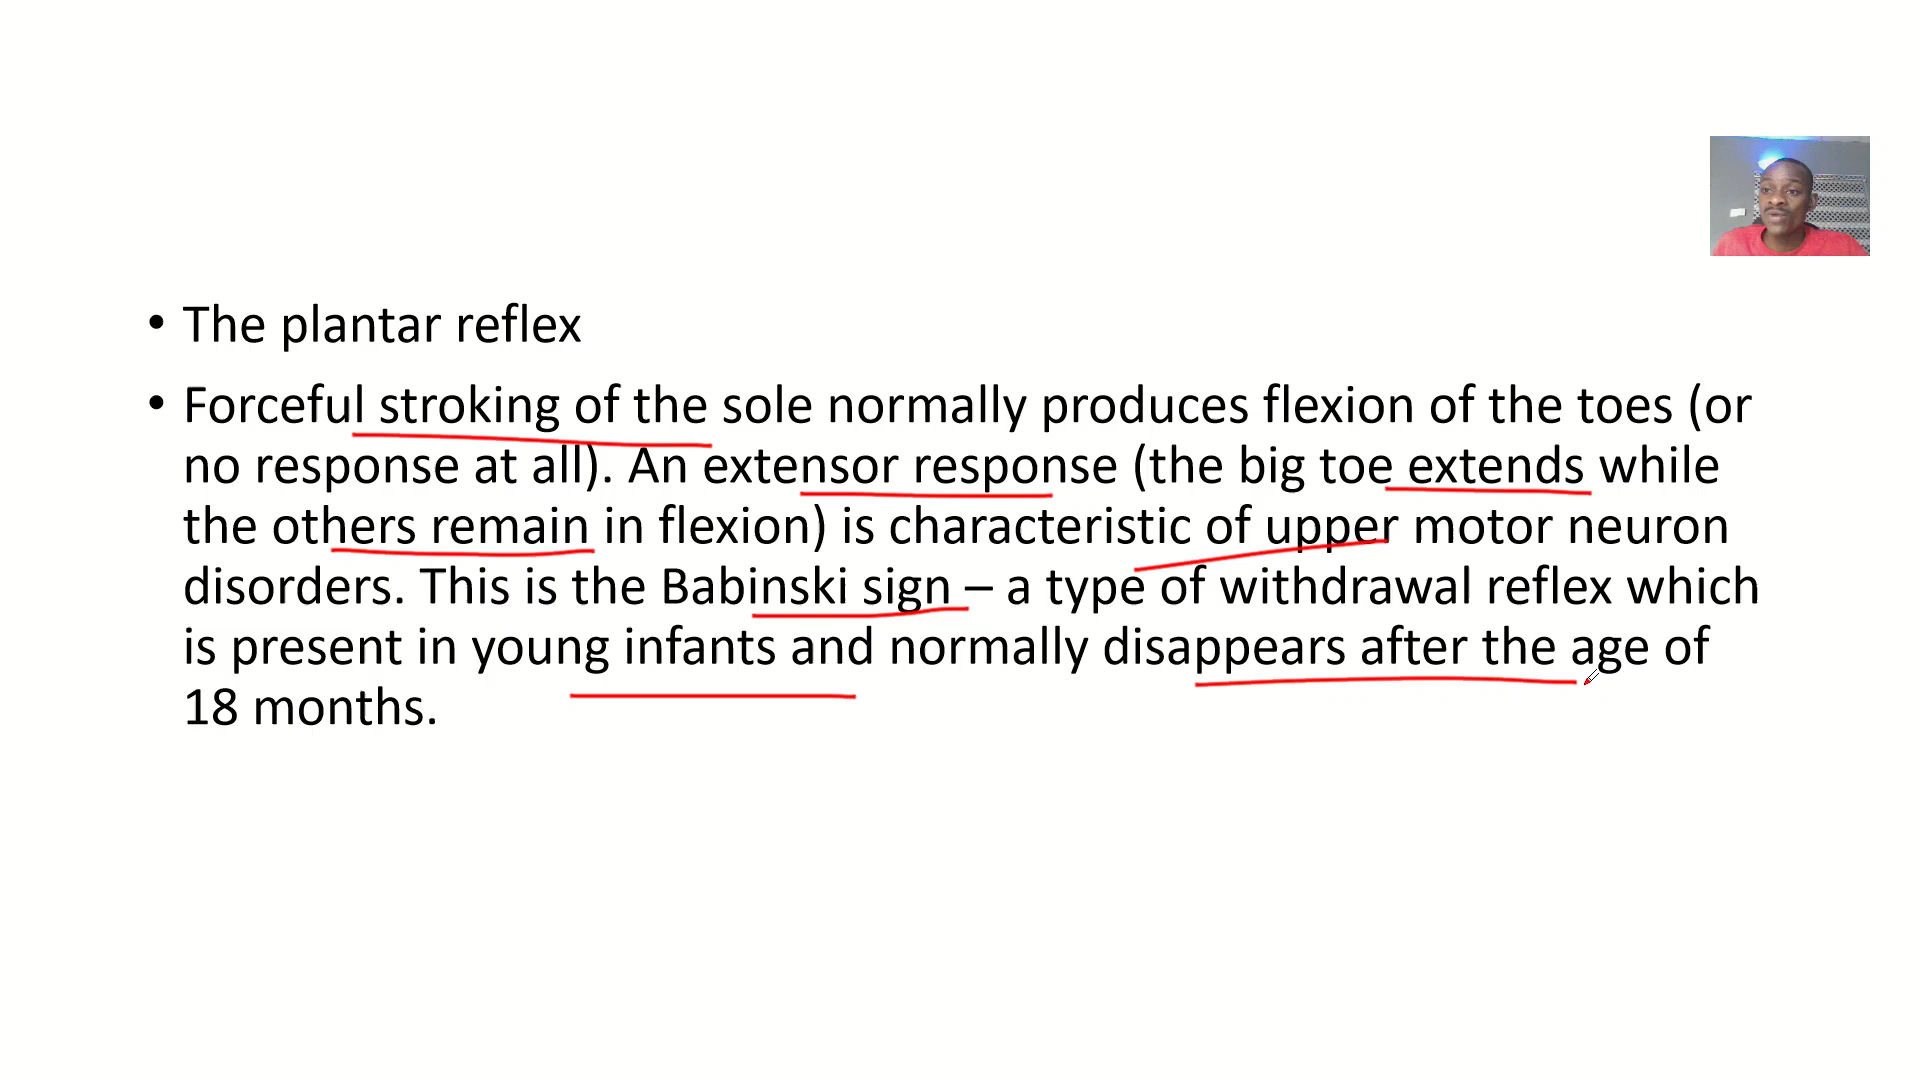 • The plantar reflex
• Forceful stroking of the sole normally produces flexion of the toes (or
no response at all). An extensor response (the big toe extends while
the others remain in flexion) is characteristic of upper motor neuron
disorders. This is the Babinski sign – a type of withdrawal reflex which
is present in young infants and normally disappears after the age of
18 months.